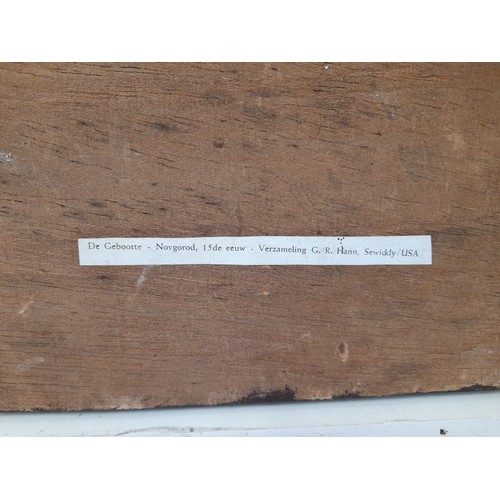 De Geboorte - Novgorod, 15de eeuw - Verzameling G. R. Hann, Sewickly/USA